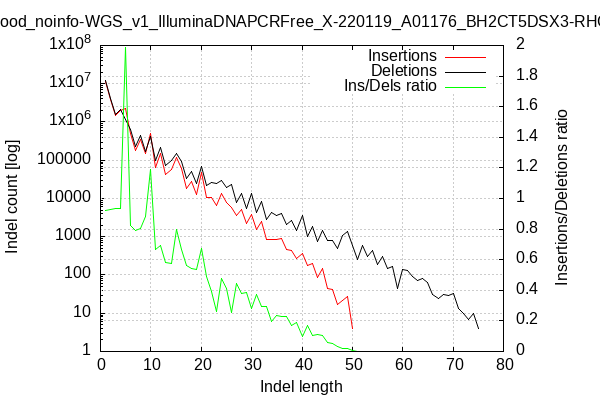 ood_noinfo-WGS_v1_IlluminaDNAPCRFree_X-220119_A01176_BH2CT5DSX3-RHG
Insertions
Deletions
Ins/Dels ratio
Indel count [log]
1x10^8
1x10^7
1x10^6
100000
10000
1000
100
10
1
2
1.8
1.6
1.4
1.2
1
0.8
0.6
0.4
0.2
0
Insertions/Deletions ratio
0 10 20 30 40 50 60 70 80
Indel length